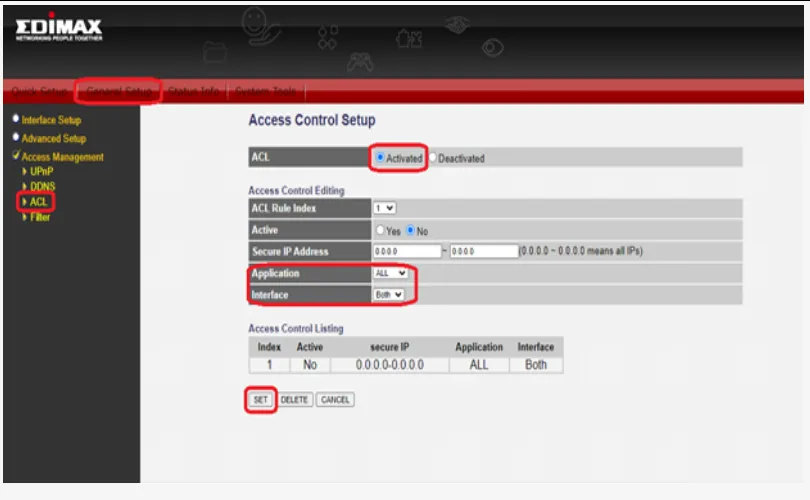 EDIMAX
NETWORKING PEOPLE TOGETHER
Quick Setup General Setup Status Info System Tools
Interface Setup
Advanced Setup
Access Management
UPnP
DDNS
ACL
Filter
Access Control Setup
ACL Activated Deactivated
Access Control Editing
ACL Rule Index 1
Active Yes No
Secure IP Address 0.0.0.0 ~ 0.0.0.0 (0.0.0.0 ~ 0.0.0.0 means all IPs)
Application ALL
Interface Both
Access Control Listing
Index Active secure IP Application Interface
1 No 0.0.0.0-0.0.0.0 ALL Both
SET DELETE CANCEL